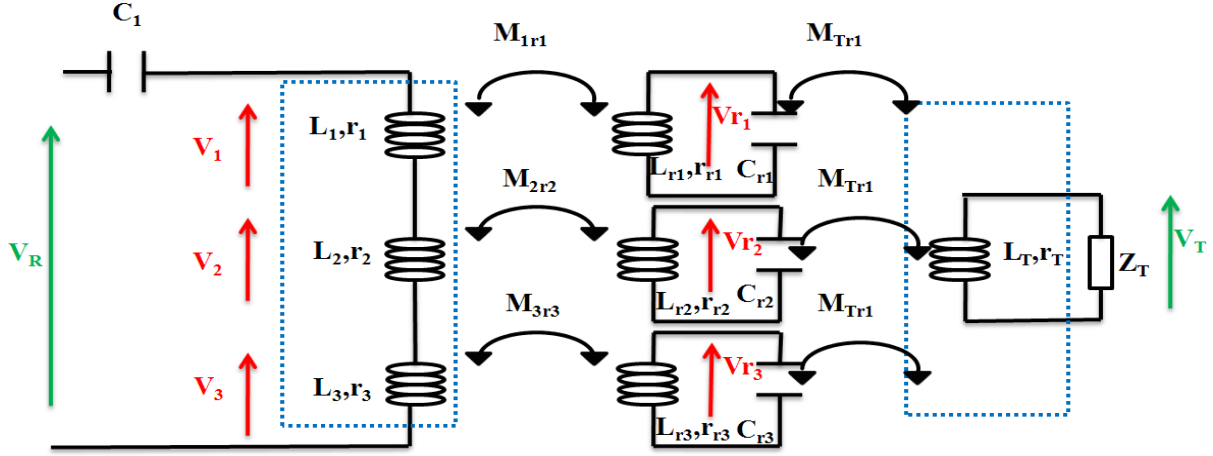 C1
M1r1
MTr1
V1
L1,r1
Vr1
Lr1,rr1
Cr1
M2r2
MTr1
VR
V2
L2,r2
Vr2
Lr2,rr2
Cr2
LT,rT
ZT
VT
M3r3
MTr1
V3
L3,r3
Vr3
Lr3,rr3
Cr3